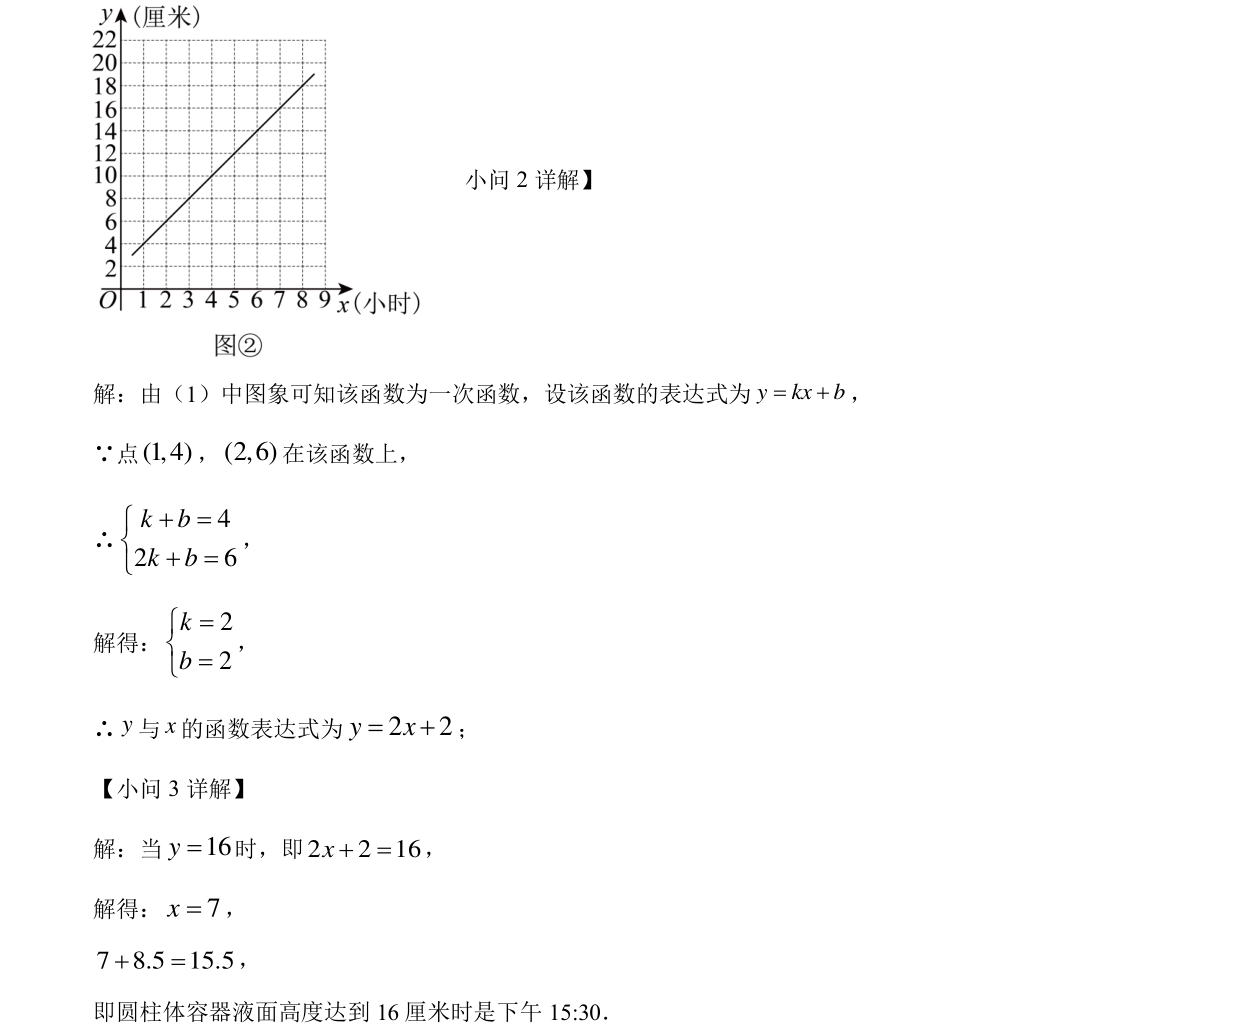 y (厘米)
22
20
18
16
14
12
10
8
6
4
2
O 1 2 3 4 5 6 7 8 9 x(小时)
图②
小问 2 详解】
解：由（1）中图象可知该函数为一次函数，设该函数的表达式为 y = kx + b，
∵点 (1,4)，(2,6) 在该函数上，
∴ { k + b = 4
2k + b = 6 ，
解得： { k = 2
b = 2 ，
∴ y 与 x 的函数表达式为 y = 2x + 2；
【小问 3 详解】
解：当 y = 16 时，即 2x + 2 = 16，
解得： x = 7，
7 + 8.5 = 15.5，
即圆柱体容器液面高度达到 16 厘米时是下午 15:30．